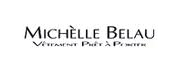 MICHÈLLE BELAU
VÊTEMENT PRÊT À PORTER